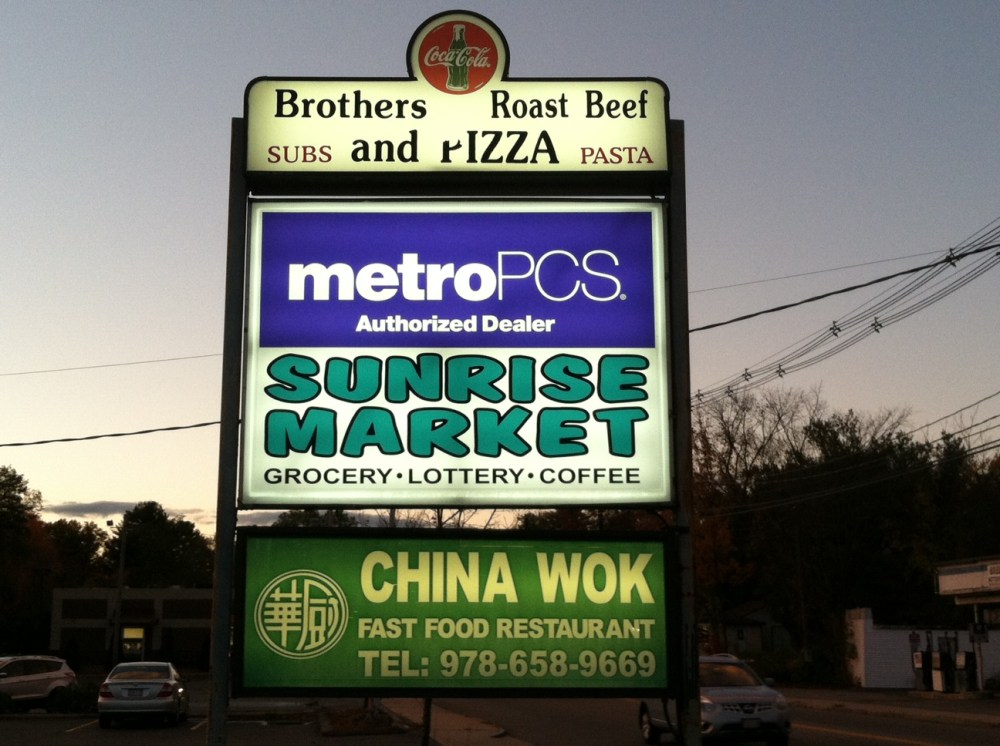 Coca-Cola
Brothers Roast Beef
SUBS and PIZZA PASTA
metroPCS.
Authorized Dealer
SUNRISE
MARKET
GROCERY·LOTTERY·COFFEE
華廚
CHINA WOK
FAST FOOD RESTAURANT
TEL: 978-658-9669